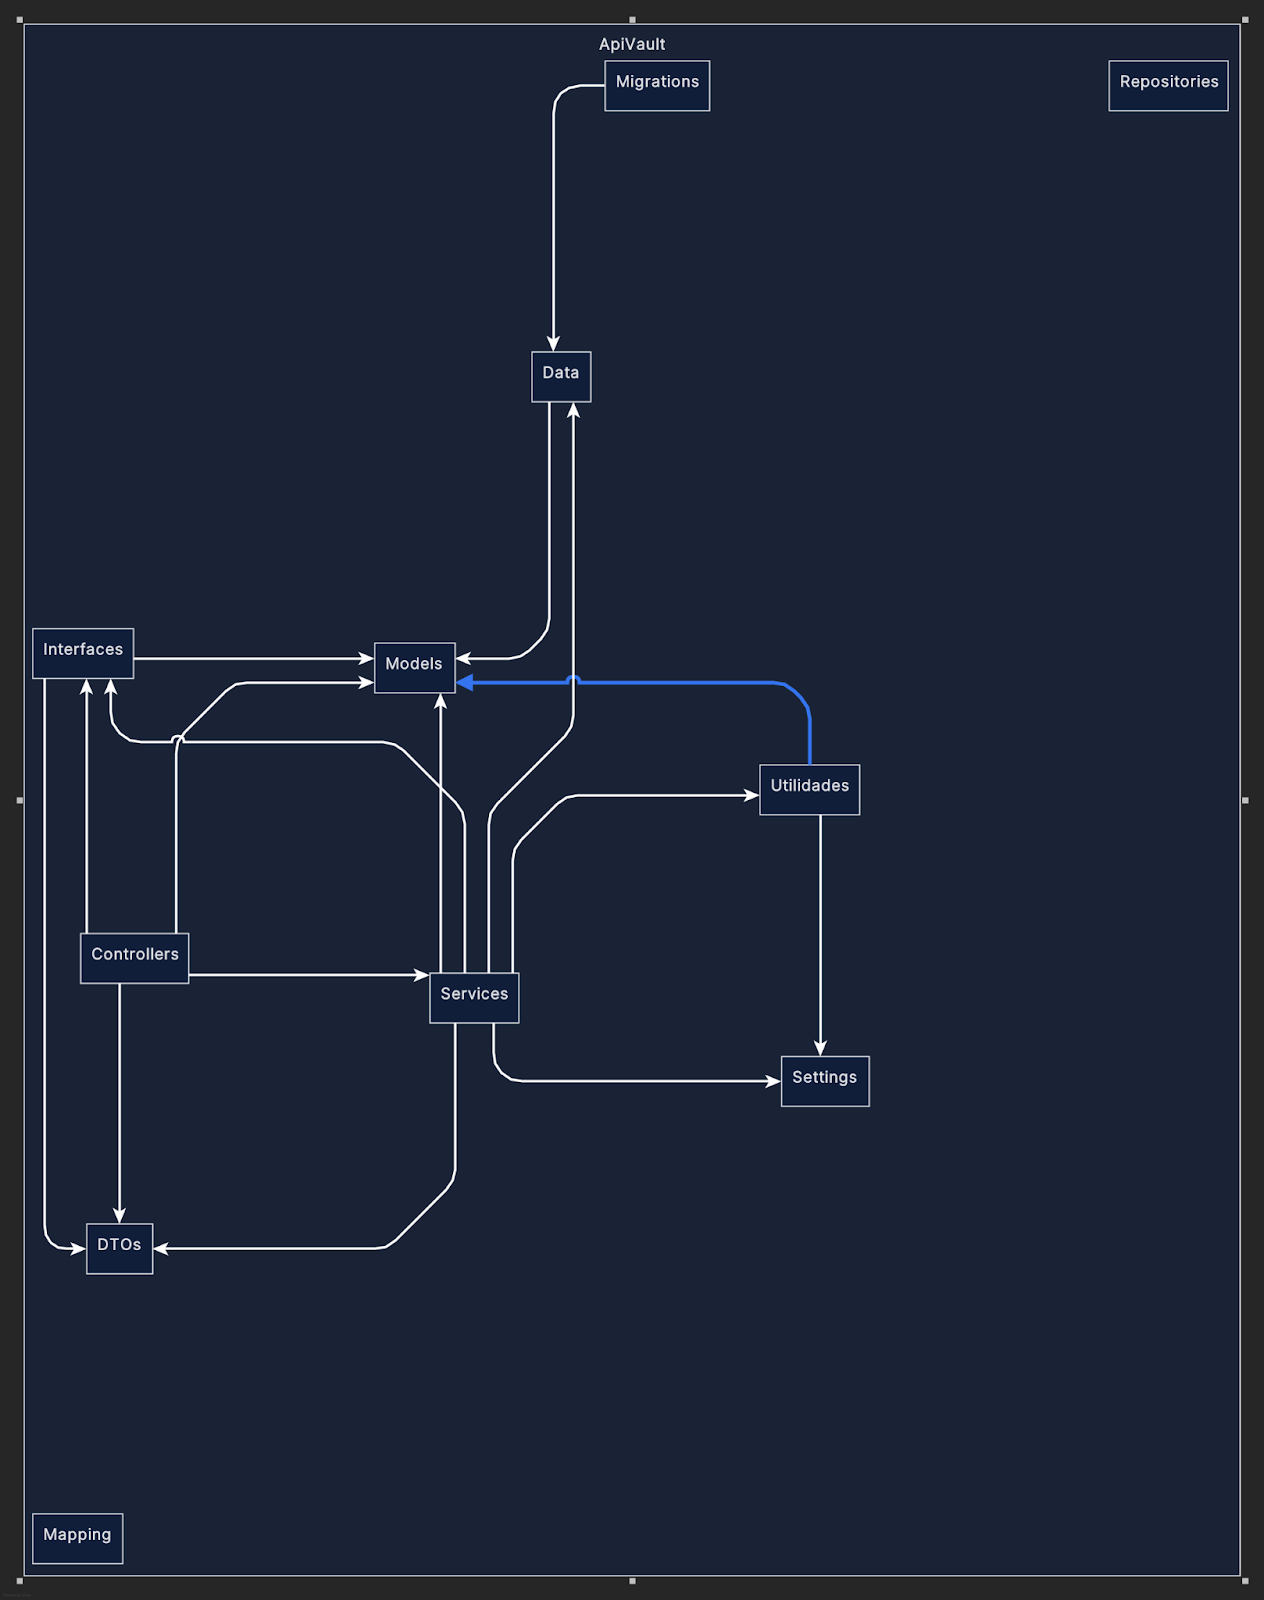 ApiVault
Migrations
Repositories
Data
Interfaces
Models
Utilidades
Controllers
Services
Settings
DTOs
Mapping